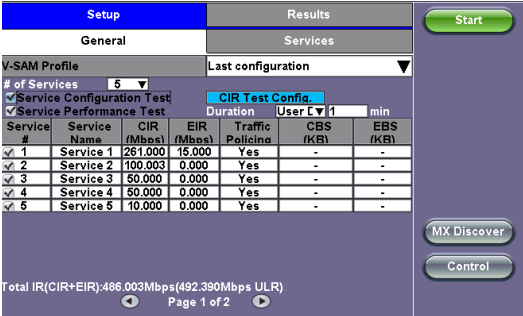 Setup Results Start
General Services
V-SAM Profile Last configuration
# of Services 5
Service Configuration Test CIR Test Config.
Service Performance Test Duration User D 1 min
Service # Service Name CIR (Mbps) EIR (Mbps) Traffic Policing CBS (KB) EBS (KB)
1 Service 1 261.000 15.000 Yes - -
2 Service 2 100.003 0.000 Yes - -
3 Service 3 50.000 0.000 Yes - -
4 Service 4 50.000 0.000 Yes - -
5 Service 5 10.000 0.000 Yes - -
MX Discover
Control
Total IR(CIR+EIR):486.003Mbps(492.390Mbps ULR)
Page 1 of 2